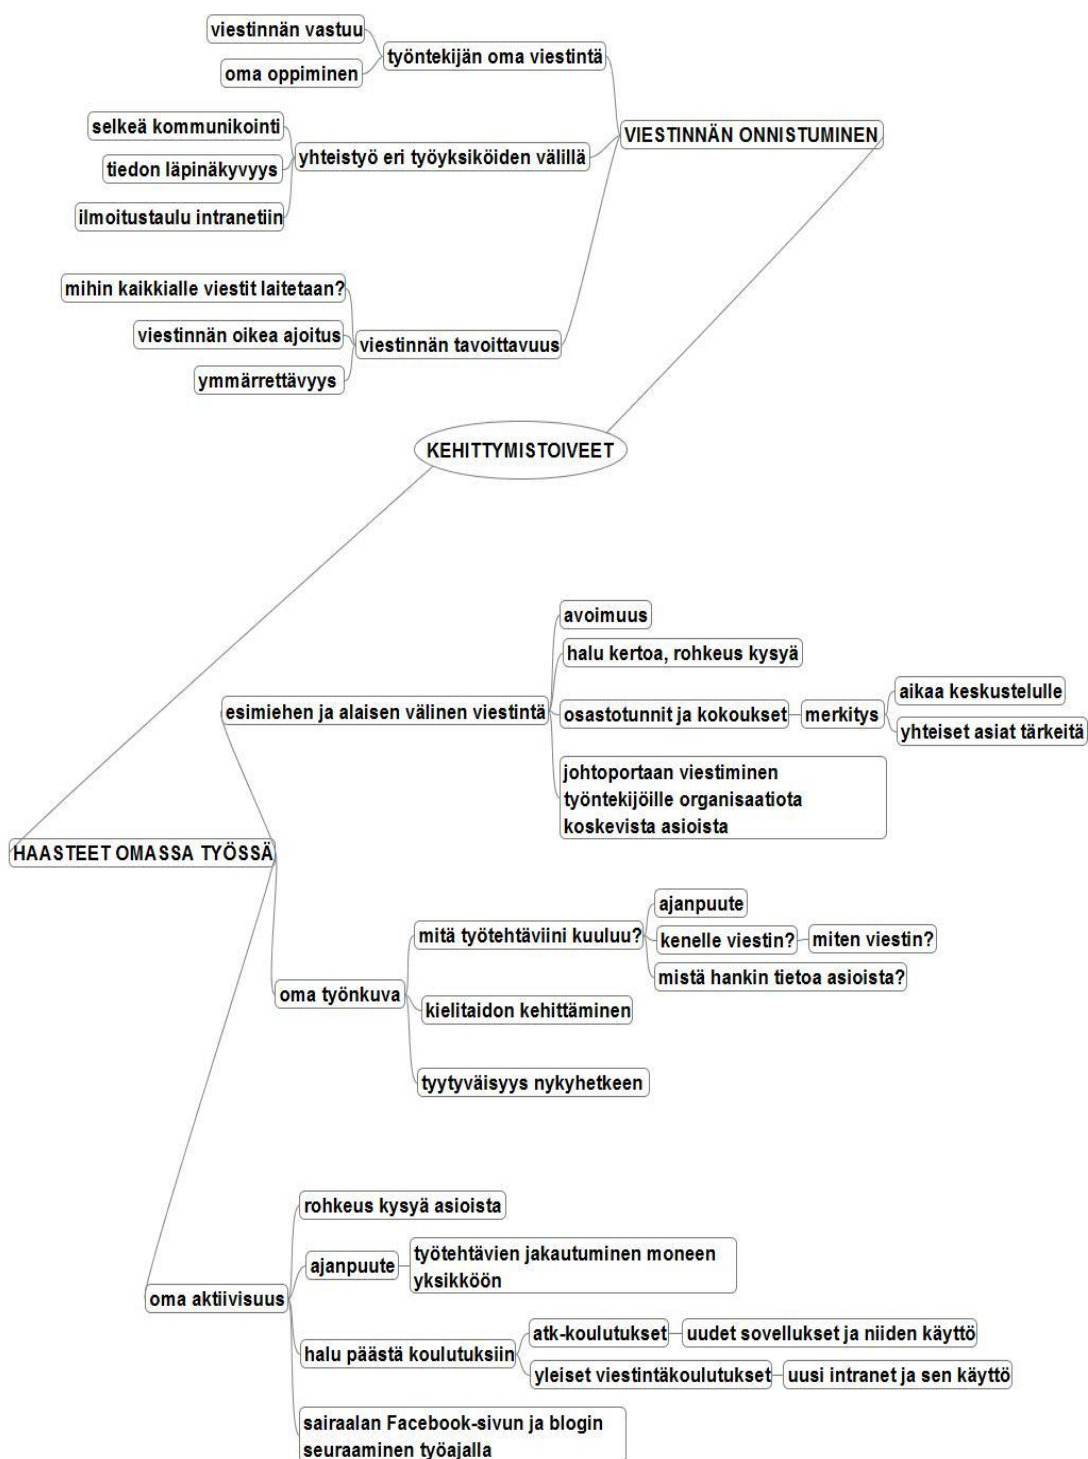 viestinnän vastuu
työntekijän oma viestintä
oma oppiminen
selkeä kommunikointi
VIESTINNÄN ONNISTUMINEN
yhteistyö eri työyksiköiden välillä
tiedon läpinäkyvyys
ilmoitustaulu intranetiin
mihin kaikkialle viestit laitetaan?
viestinnän oikea ajoitus
viestinnän tavoittavuus
ymmärrettävyys
KEHITTYMISTOIVEET
avoimuus
halu kertoa, rohkeus kysyä
esimiehen ja alaisen välinen viestintä
osastotunnit ja kokoukset
merkitys
aikaa keskustelulle
yhteiset asiat tärkeitä
johtoportaan viestiminen
työntekijöille organisaatiota
koskevista asioista
HAASTEET OMASSA TYÖSSÄ
ajanpuute
mitä työtehtäviini kuuluu?
kenelle viestin?
miten viestin?
mistä hankin tietoa asioista?
oma työnkuva
kielitaidon kehittäminen
tyytyväisyys nykyhetkeen
rohkeus kysyä asioista
ajanpuute
työtehtävien jakautuminen moneen
yksikköön
oma aktiivisuus
halu päästä koulutuksiin
atk-koulutukset
uudet sovellukset ja niiden käyttö
yleiset viestintäkoulutukset
uusi intranet ja sen käyttö
sairaalan Facebook-sivun ja blogin
seuraaminen työajalla